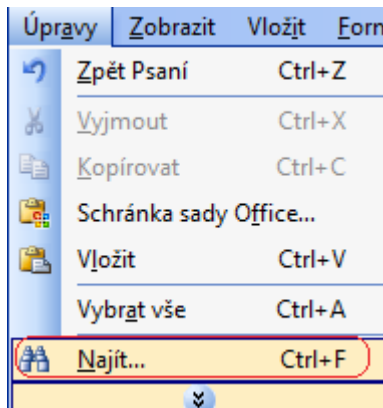 Úpravy Zobrazit Vložit Form
Zpět Psaní Ctrl+Z
Vyjmout Ctrl+X
Kopírovat Ctrl+C
Schránka sady Office...
Vložit Ctrl+V
Vybrat vše Ctrl+A
Najít... Ctrl+F